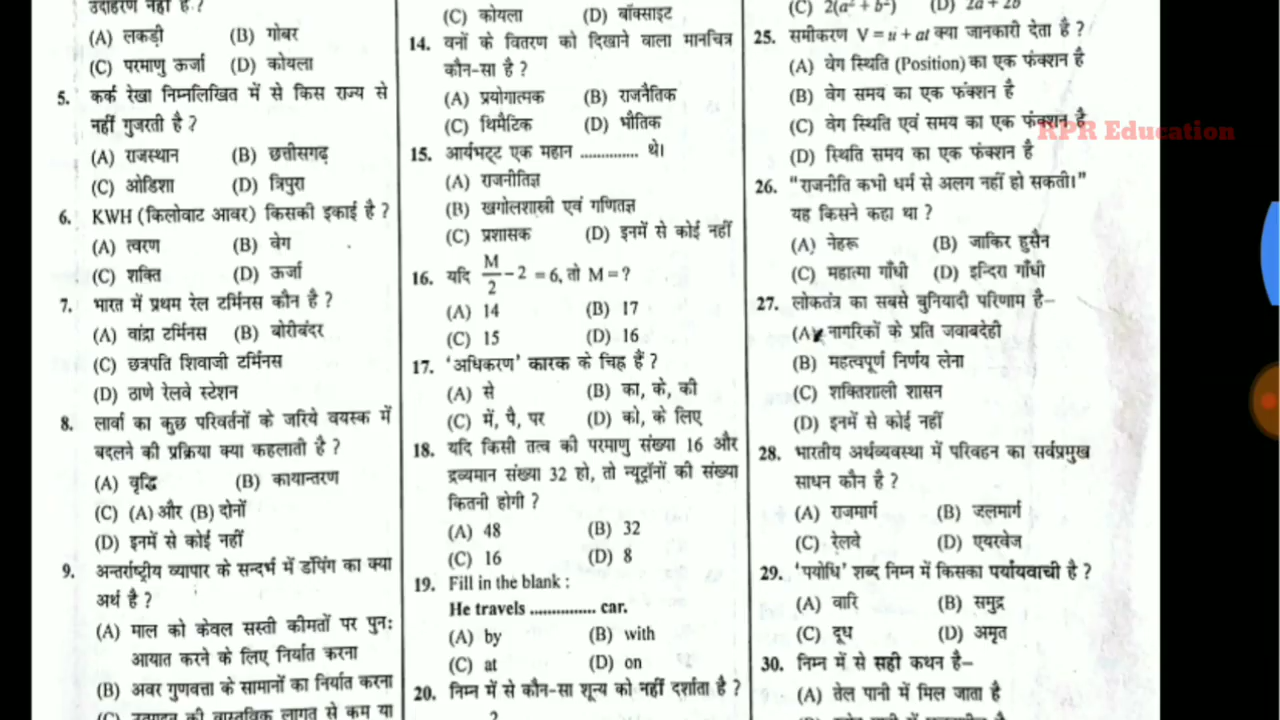 उदाहरण नहीं है ?
(A) लकड़ी (B) गोबर
(C) परमाणु ऊर्जा (D) कोयला
5. कर्क रेखा निम्नलिखित में से किस राज्य से
नहीं गुजरती है ?
(A) राजस्थान (B) छत्तीसगढ़
(C) ओडिशा (D) त्रिपुरा
6. KWH (किलोवाट आवर) किसकी इकाई है ?
(A) त्वरण (B) वेग
(C) शक्ति (D) ऊर्जा
7. भारत में प्रथम रेल टर्मिनस कौन है ?
(A) वांद्रा टर्मिनस (B) बोरीबंदर
(C) छत्रपति शिवाजी टर्मिनस
(D) ठाणे रेलवे स्टेशन
8. लार्वा का कुछ परिवर्तनों के जरिये वयस्क में
बदलने की प्रक्रिया क्या कहलाती है ?
(A) वृद्धि (B) कायान्तरण
(C) (A) और (B) दोनों
(D) इनमें से कोई नहीं
9. अन्तर्राष्ट्रीय व्यापार के सन्दर्भ में डंपिंग का क्या
अर्थ है ?
(A) माल को केवल सस्ती कीमतों पर पुनः
आयात करने के लिए निर्यात करना
(B) अवर गुणवत्ता के सामानों का निर्यात करना
(C) उत्पादन की वास्तविक लागत से कम या
(C) कोयला (D) बॉक्साइट
14. वनों के वितरण को दिखाने वाला मानचित्र
कौन-सा है ?
(A) प्रयोगात्मक (B) राजनैतिक
(C) थिमैटिक (D) भौतिक
15. आर्यभट्ट एक महान .............. थे।
(A) राजनीतिज्ञ
(B) खगोलशास्त्री एवं गणितज्ञ
(C) प्रशासक (D) इनमें से कोई नहीं
16. यदि M/2 - 2 = 6, तो M = ?
(A) 14 (B) 17
(C) 15 (D) 16
17. 'अधिकरण' कारक के चिह्न हैं ?
(A) से (B) का, के, की
(C) में, पै, पर (D) को, के लिए
18. यदि किसी तत्व की परमाणु संख्या 16 और
द्रव्यमान संख्या 32 हो, तो न्यूट्रॉनों की संख्या
कितनी होगी ?
(A) 48 (B) 32
(C) 16 (D) 8
19. Fill in the blank :
He travels ............... car.
(A) by (B) with
(C) at (D) on
20. निम्न में से कौन-सा शून्य को नहीं दर्शाता है ?
(C) 2(a² + b²) (D) 2a + 2b
25. समीकरण V = u + at क्या जानकारी देता है ?
(A) वेग स्थिति (Position) का एक फंक्शन है
(B) वेग समय का एक फंक्शन है
(C) वेग स्थिति एवं समय का एक फंक्शन है
RPR Education
(D) स्थिति समय का एक फंक्शन है
26. "राजनीति कभी धर्म से अलग नहीं हो सकती।"
यह किसने कहा था ?
(A) नेहरू (B) जाकिर हुसैन
(C) महात्मा गाँधी (D) इन्दिरा गाँधी
27. लोकतंत्र का सबसे बुनियादी परिणाम है–
(A) नागरिकों के प्रति जवाबदेही
(B) महत्वपूर्ण निर्णय लेना
(C) शक्तिशाली शासन
(D) इनमें से कोई नहीं
28. भारतीय अर्थव्यवस्था में परिवहन का सर्वप्रमुख
साधन कौन है ?
(A) राजमार्ग (B) जलमार्ग
(C) रेलवे (D) एयरवेज
29. 'पयोधि' शब्द निम्न में किसका पर्यायवाची है ?
(A) वारि (B) समुद्र
(C) दूध (D) अमृत
30. निम्न में से सही कथन है–
(A) तेल पानी में मिल जाता है